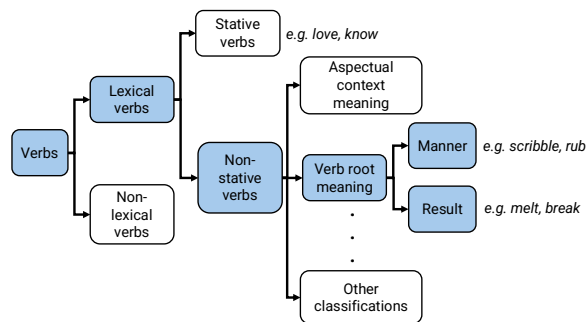 Stative
verbs
e.g. love, know
Lexical
verbs
Aspectual
context
meaning
Verbs
Non-
stative
verbs
Verb root
meaning
Manner
e.g. scribble, rub
Result
e.g. melt, break
Non-
lexical
verbs
Other
classifications